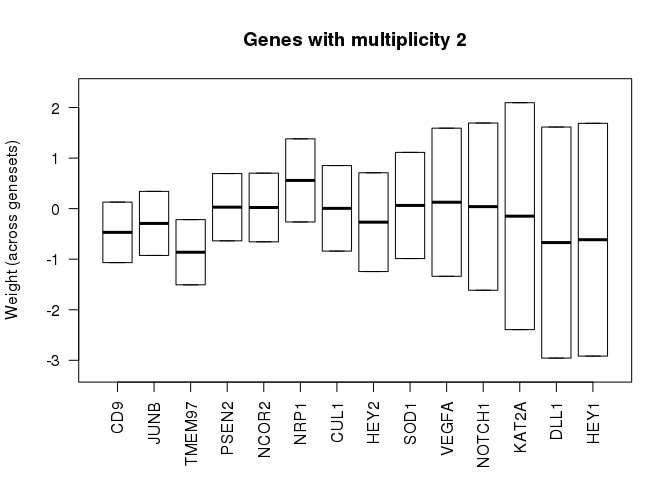 Genes with multiplicity 2
Weight (across genesets)
2
1
0
-1
-2
-3
CD9
JUNB
TMEM97
PSEN2
NCOR2
NRP1
CUL1
HEY2
SOD1
VEGFA
NOTCH1
KAT2A
DLL1
HEY1